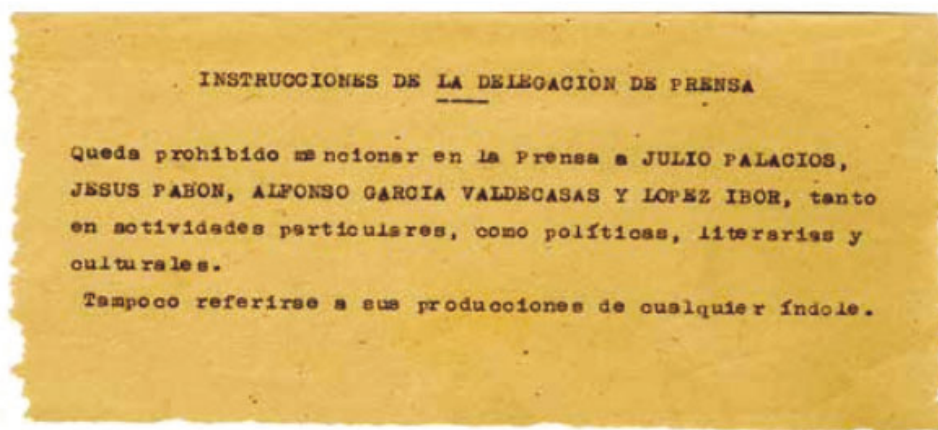 INSTRUCCIONES DE LA DELEGACION DE PRENSA
Queda prohibido mencionar en la Prensa a JULIO PALACIOS,
JESUS PABON, ALFONSO GARCIA VALDECASAS Y LOPEZ IBOR, tanto
en actividades particulares, como políticas, literarias y
culturales.
Tampoco referirse a sus producciones de cualquier índole.